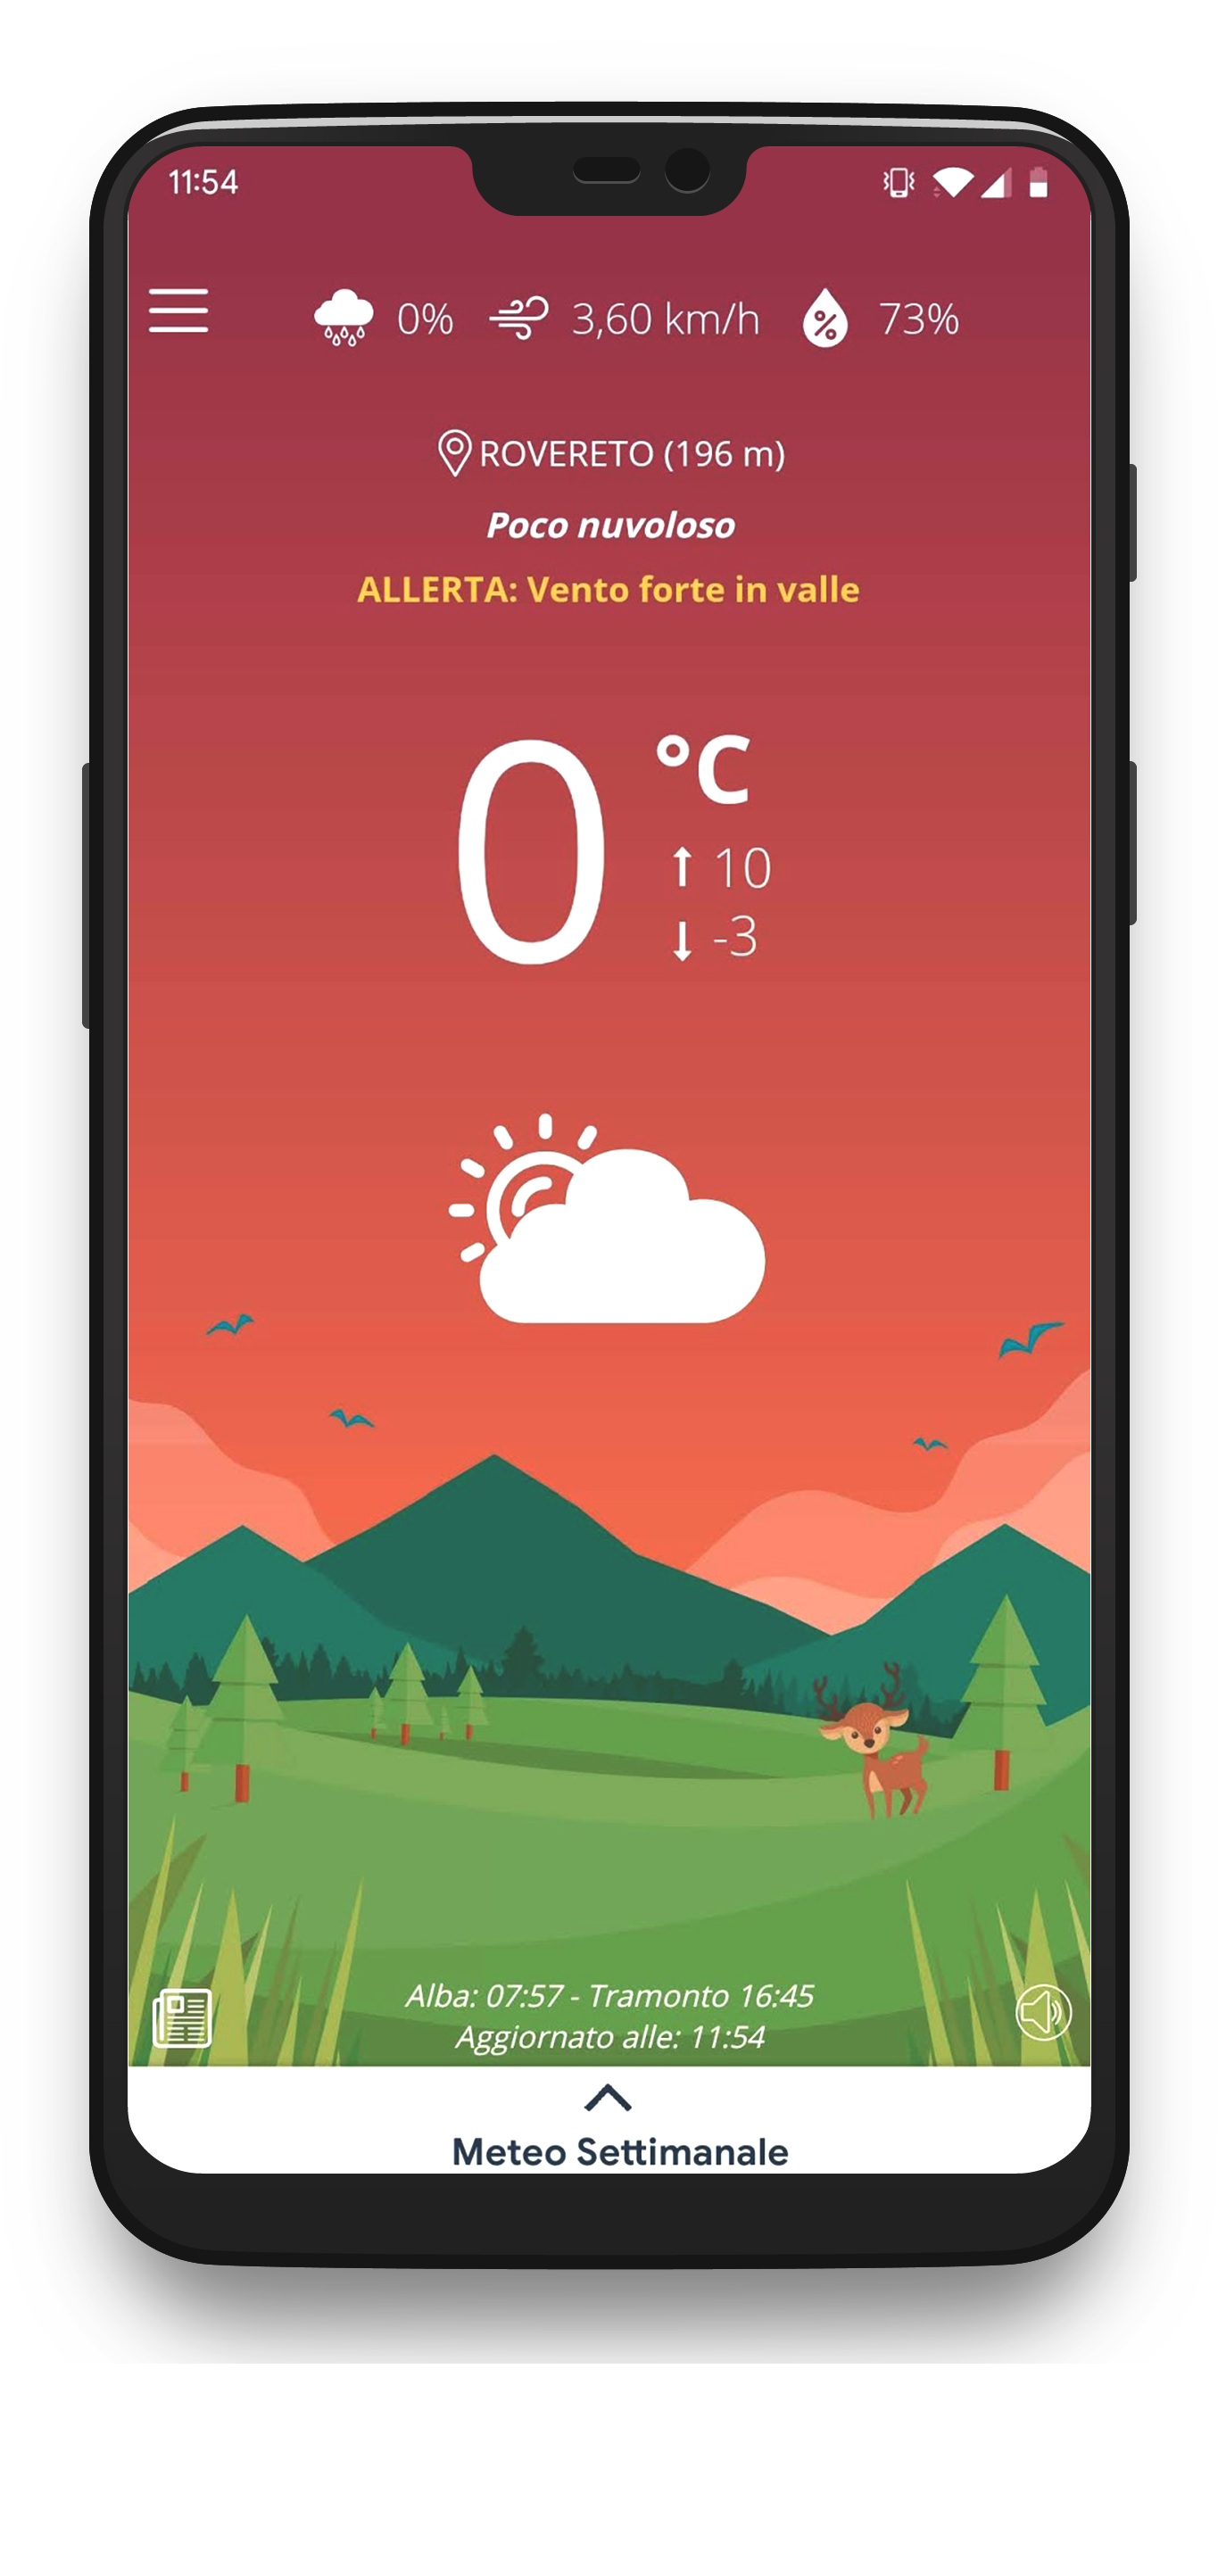 11:54
0% 3,60 km/h 73%
ROVERETO (196 m)
Poco nuvoloso
ALLERTA: Vento forte in valle
0 °C
↑ 10
↓ -3
Alba: 07:57 - Tramonto 16:45
Aggiornato alle: 11:54
Meteo Settimanale